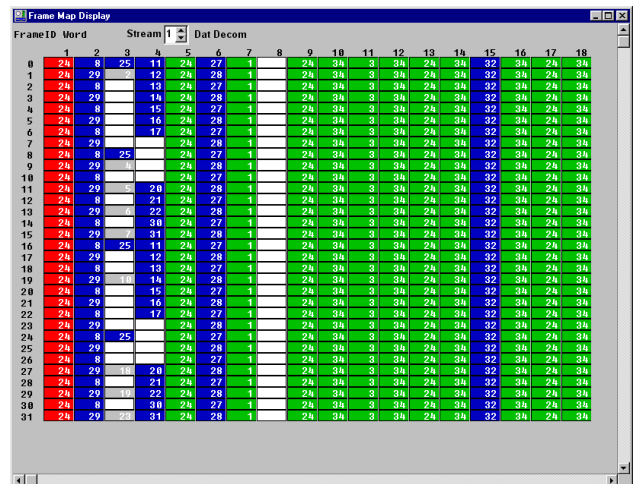 Frame Map Display
FrameID Word Stream 1 Dat Decom
1 2 3 4 5 6 7 8 9 10 11 12 13 14 15 16 17 18
0 24 8 25 11 24 27 1 24 34 3 34 24 34 32 34 24 34
1 24 29 2 12 24 28 1 24 34 3 34 24 34 32 34 24 34
2 24 8 13 24 27 1 24 34 3 34 24 34 32 34 24 34
3 24 29 14 24 28 1 24 34 3 34 24 34 32 34 24 34
4 24 8 15 24 27 1 24 34 3 34 24 34 32 34 24 34
5 24 29 16 24 28 1 24 34 3 34 24 34 32 34 24 34
6 24 8 17 24 27 1 24 34 3 34 24 34 32 34 24 34
7 24 29 24 28 1 24 34 3 34 24 34 32 34 24 34
8 24 8 25 24 27 1 24 34 3 34 24 34 32 34 24 34
9 24 29 4 24 28 1 24 34 3 34 24 34 32 34 24 34
10 24 8 24 27 1 24 34 3 34 24 34 32 34 24 34
11 24 29 5 20 24 28 1 24 34 3 34 24 34 32 34 24 34
12 24 8 21 24 27 1 24 34 3 34 24 34 32 34 24 34
13 24 29 6 22 24 28 1 24 34 3 34 24 34 32 34 24 34
14 24 8 30 24 27 1 24 34 3 34 24 34 32 34 24 34
15 24 29 7 31 24 28 1 24 34 3 34 24 34 32 34 24 34
16 24 8 25 11 24 27 1 24 34 3 34 24 34 32 34 24 34
17 24 29 12 24 28 1 24 34 3 34 24 34 32 34 24 34
18 24 8 13 24 27 1 24 34 3 34 24 34 32 34 24 34
19 24 29 10 14 24 28 1 24 34 3 34 24 34 32 34 24 34
20 24 8 15 24 27 1 24 34 3 34 24 34 32 34 24 34
21 24 29 16 24 28 1 24 34 3 34 24 34 32 34 24 34
22 24 8 17 24 27 1 24 34 3 34 24 34 32 34 24 34
23 24 29 24 28 1 24 34 3 34 24 34 32 34 24 34
24 24 8 25 24 27 1 24 34 3 34 24 34 32 34 24 34
25 24 29 24 28 1 24 34 3 34 24 34 32 34 24 34
26 24 8 24 27 1 24 34 3 34 24 34 32 34 24 34
27 24 29 18 20 24 28 1 24 34 3 34 24 34 32 34 24 34
28 24 8 21 24 27 1 24 34 3 34 24 34 32 34 24 34
29 24 29 19 22 24 28 1 24 34 3 34 24 34 32 34 24 34
30 24 8 30 24 27 1 24 34 3 34 24 34 32 34 24 34
31 24 29 23 31 24 28 1 24 34 3 34 24 34 32 34 24 34